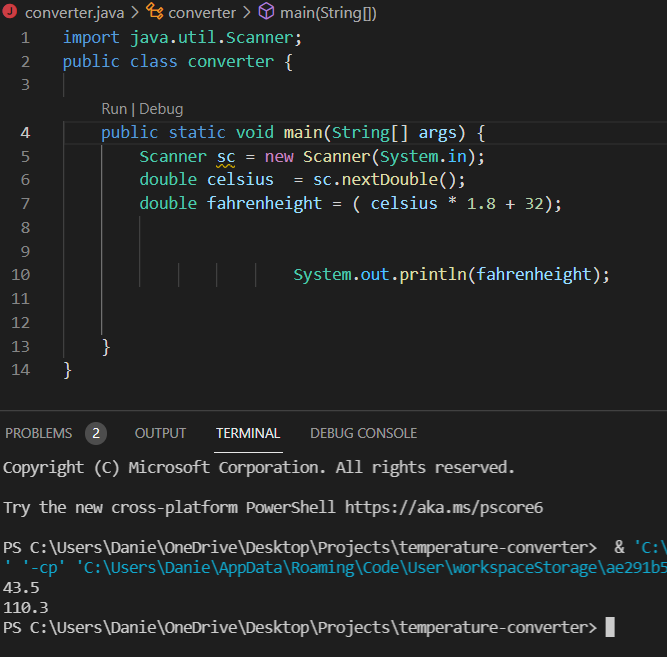 converter.java > converter > main(String[])
1 import java.util.Scanner;
2 public class converter {
3
Run | Debug
4 public static void main(String[] args) {
5 Scanner sc = new Scanner(System.in);
6 double celsius  = sc.nextDouble();
7 double fahrenheight = ( celsius * 1.8 + 32);
8
9
10 System.out.println(fahrenheight);
11
12
13 }
14 }
PROBLEMS 2 OUTPUT TERMINAL DEBUG CONSOLE
Copyright (C) Microsoft Corporation. All rights reserved.
Try the new cross-platform PowerShell https://aka.ms/pscore6
PS C:\Users\Danie\OneDrive\Desktop\Projects\temperature-converter>  & 'C:\
' '-cp' 'C:\Users\Danie\AppData\Roaming\Code\User\workspaceStorage\ae291b5
43.5
110.3
PS C:\Users\Danie\OneDrive\Desktop\Projects\temperature-converter>